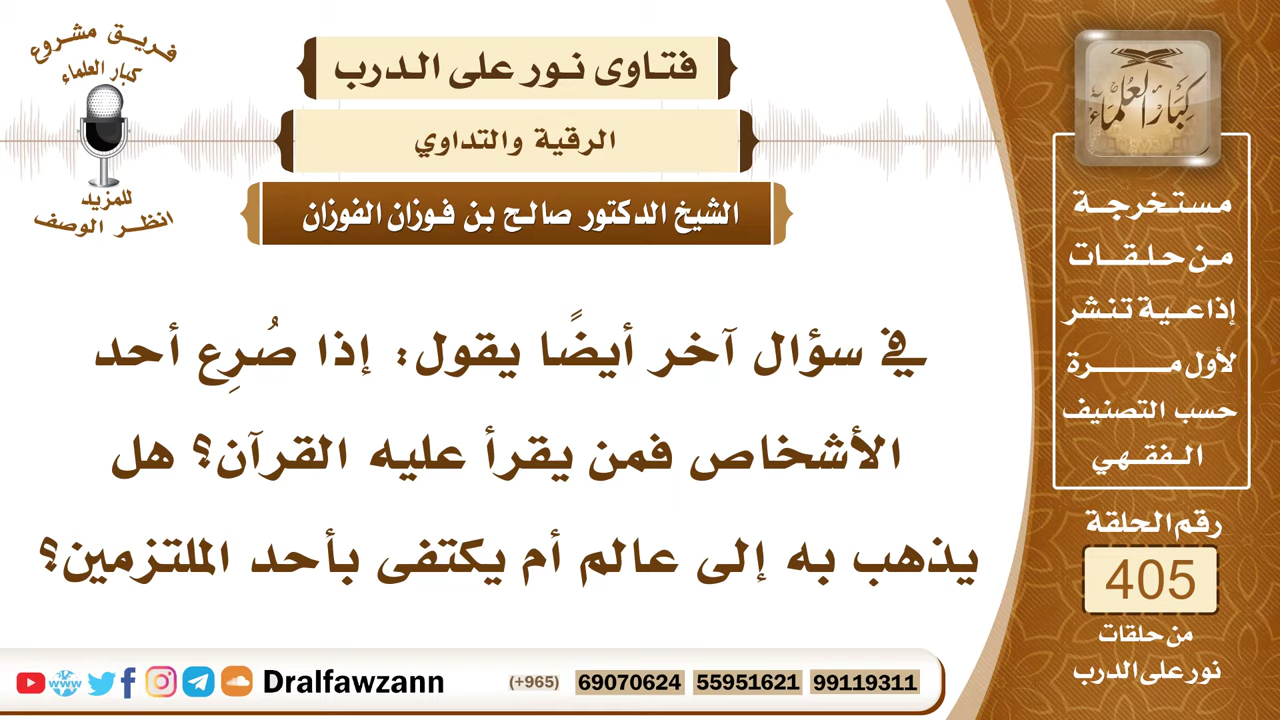 فريق مشروع
كبار العلماء
للمزيد
انظر الوصف
فتاوى نور على الدرب
الرقية والتداوي
الشيخ الدكتور صالح بن فوزان الفوزان
في سؤال آخر أيضًا يقول: إذا صُرِع أحد
الأشخاص فمن يقرأ عليه القرآن؟ هل
يذهب به إلى عالم أم يكتفى بأحد الملتزمين؟
كبار العلماء
مستخرجة
من حلقات
إذاعية تنشر
لأول مرة
حسب التصنيف
الفقهي
رقم الحلقة
405
من حلقات
نور على الدرب
www Dralfawzann (+965) 69070624 55951621 99119311